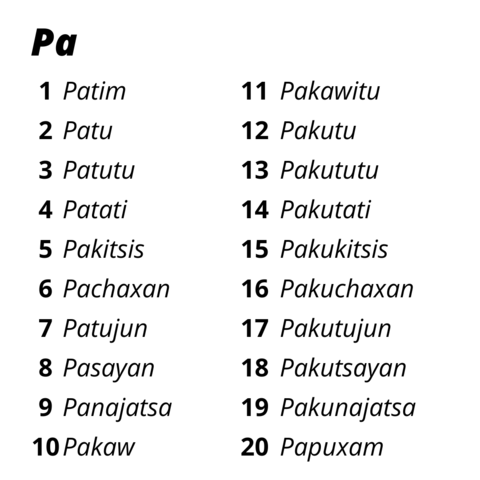 Pa
1 Patim
2 Patu
3 Patutu
4 Patati
5 Pakitsis
6 Pachaxan
7 Patujun
8 Pasayan
9 Panajatsa
10 Pakaw
11 Pakawitu
12 Pakutu
13 Pakututu
14 Pakutati
15 Pakukitsis
16 Pakuchaxan
17 Pakutujun
18 Pakutsayan
19 Pakunajatsa
20 Papuxam